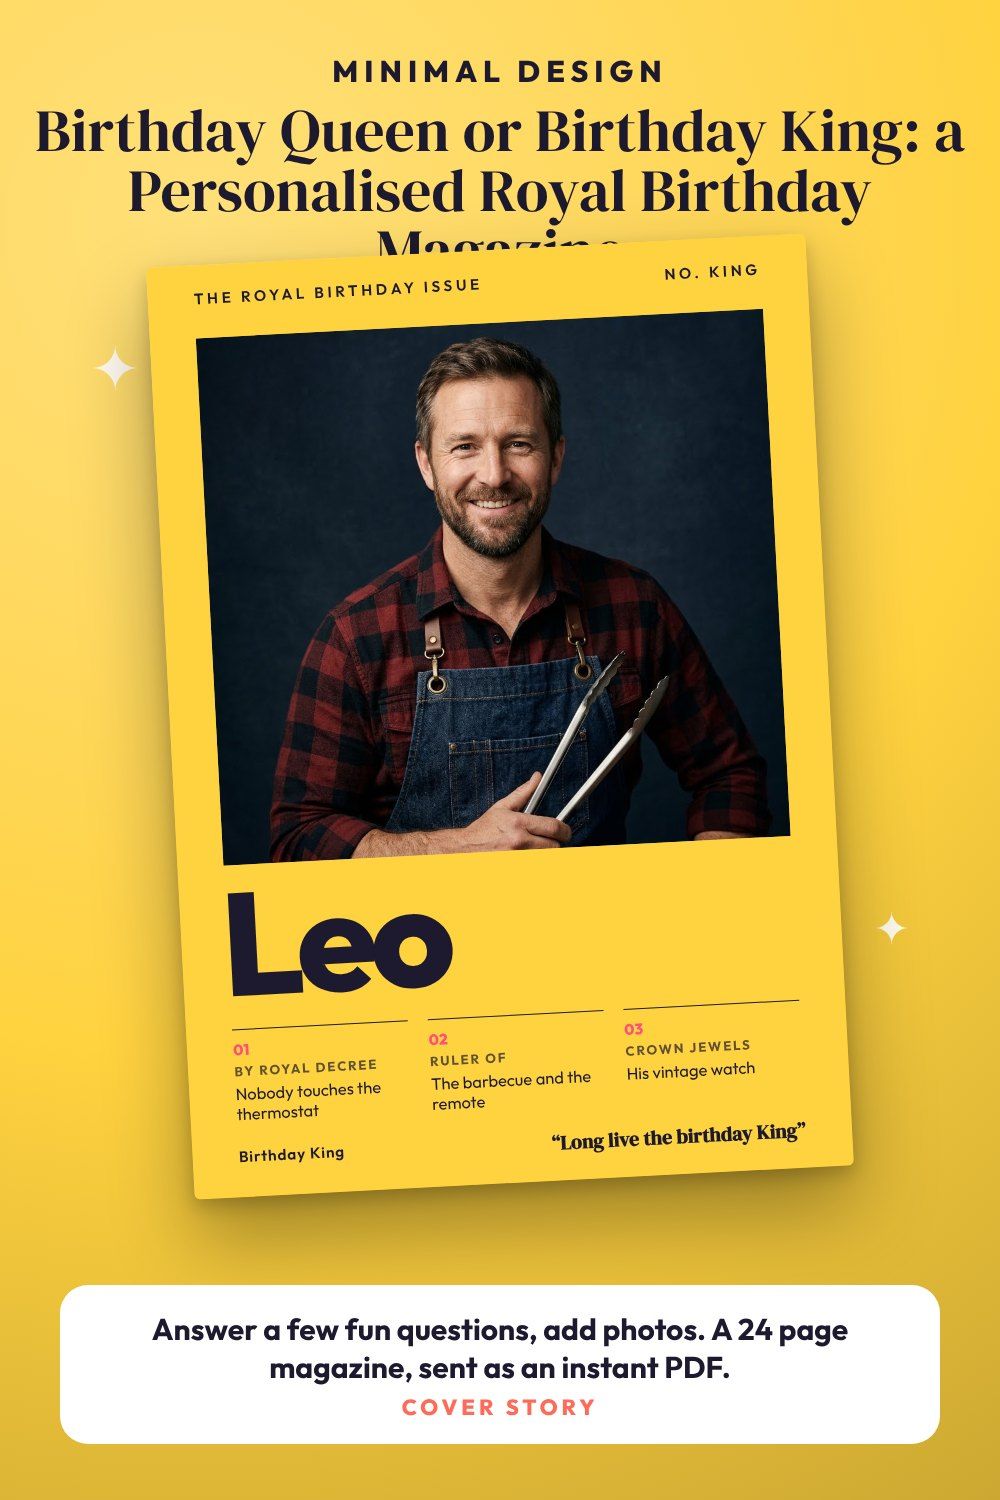 MINIMAL DESIGN
Birthday Queen or Birthday King: a
Personalised Royal Birthday
Magazine
THE ROYAL BIRTHDAY ISSUE
NO. KING
Leo
01
BY ROYAL DECREE
Nobody touches the
thermostat
02
RULER OF
The barbecue and the
remote
03
CROWN JEWELS
His vintage watch
Birthday King
“Long live the birthday King”
Answer a few fun questions, add photos. A 24 page
magazine, sent as an instant PDF.
COVER STORY